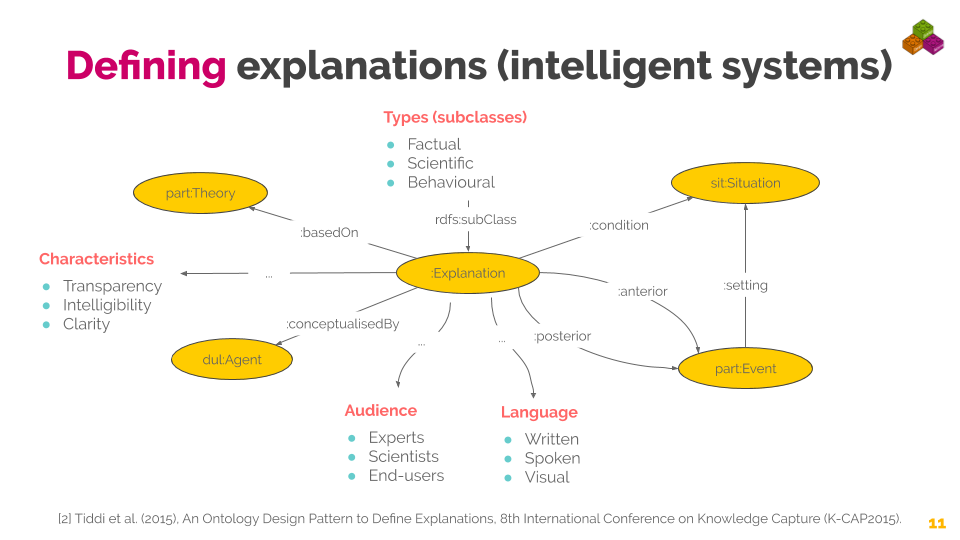 Defining explanations (intelligent systems)
Types (subclasses)
● Factual
● Scientific
● Behavioural
part:Theory
sit:Situation
rdfs:subClass
:basedOn
:condition
Characteristics
● Transparency
● Intelligibility
● Clarity
...
:Explanation
:anterior
:setting
:conceptualisedBy
...
...
:posterior
dul:Agent
part:Event
Audience
● Experts
● Scientists
● End-users
Language
● Written
● Spoken
● Visual
[2] Tiddi et al. (2015), An Ontology Design Pattern to Define Explanations, 8th International Conference on Knowledge Capture (K-CAP2015).
11